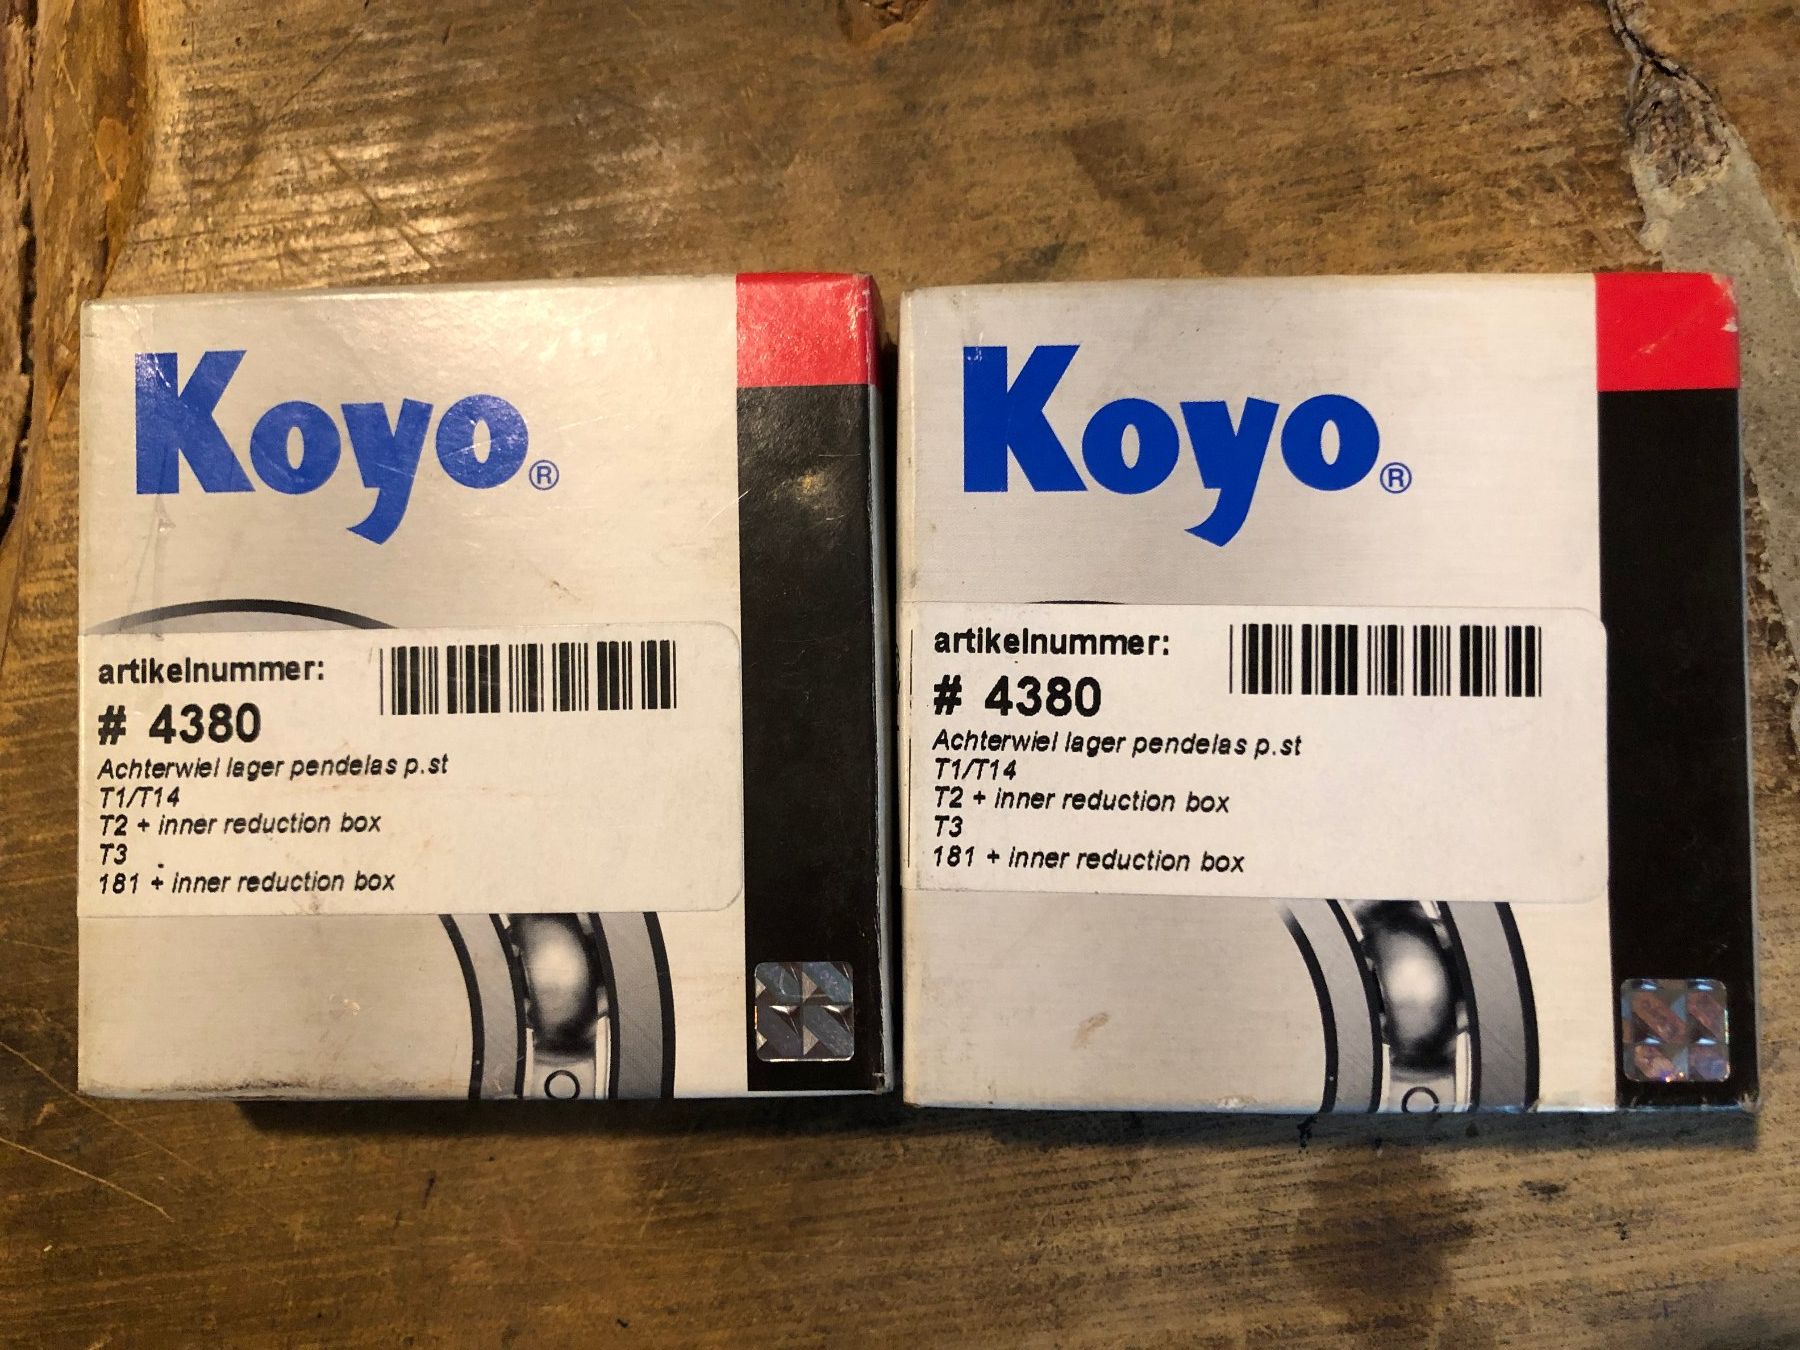 Koyo®
artikelnummer:
# 4380
Achterwiel lager pendelas p.st
T1/T14
T2 + inner reduction box
T3
181 + inner reduction box
Koyo®
artikelnummer:
# 4380
Achterwiel lager pendelas p.st
T1/T14
T2 + inner reduction box
T3
181 + inner reduction box